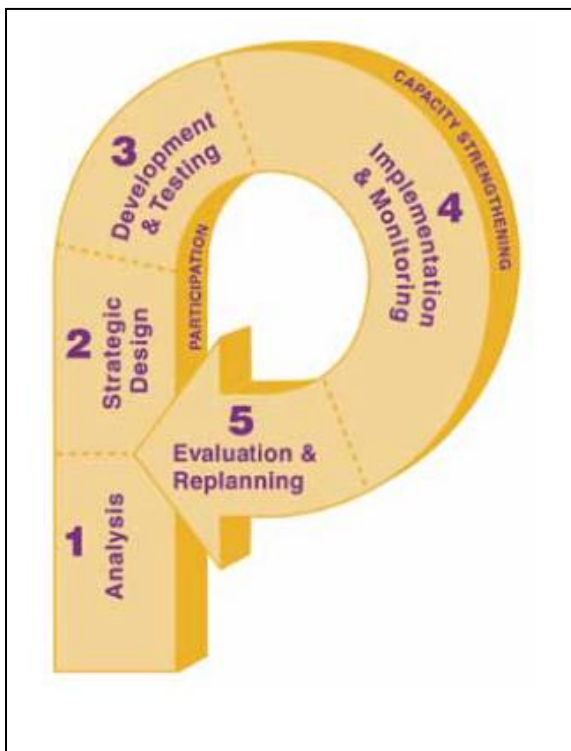 1
Analysis
2
Strategic
Design
3
Development
& Testing
4
Implementation
& Monitoring
5
Evaluation &
Replanning
PARTICIPATION
CAPACITY STRENGTHENING